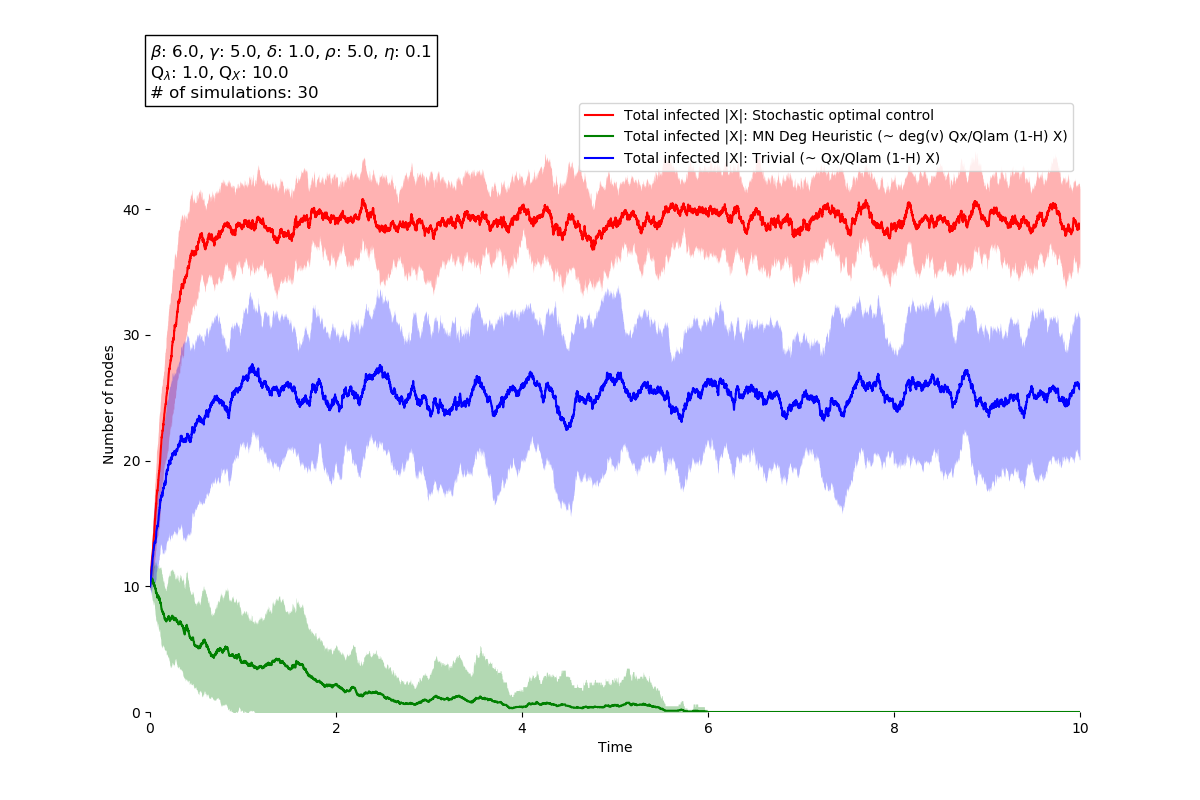 β: 6.0, γ: 5.0, δ: 1.0, ρ: 5.0, η: 0.1
Qλ: 1.0, QX: 10.0
# of simulations: 30
Total infected |X|: Stochastic optimal control
Total infected |X|: MN Deg Heuristic (~ deg(v) Qx/Qlam (1-H) X)
Total infected |X|: Trivial (~ Qx/Qlam (1-H) X)
40
30
20
10
0
Number of nodes
0 2 4 6 8 10
Time